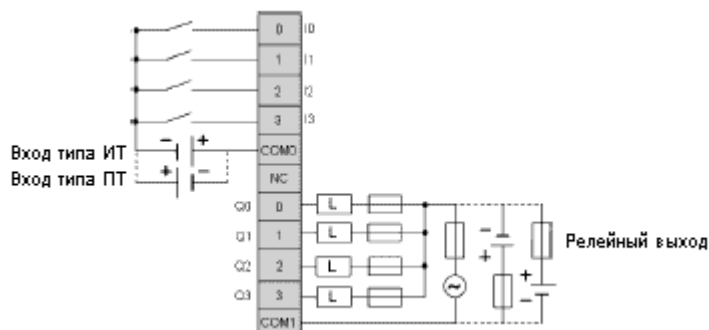 0 I0
1 I1
2 I2
3 I3
- +
Вход типа ИТ COM0
Вход типа ПТ + -
NC
Q0 0 L
Q1 1 L
Q2 2 L
Q3 3 L
- +
Релейный выход
~ + -
COM1